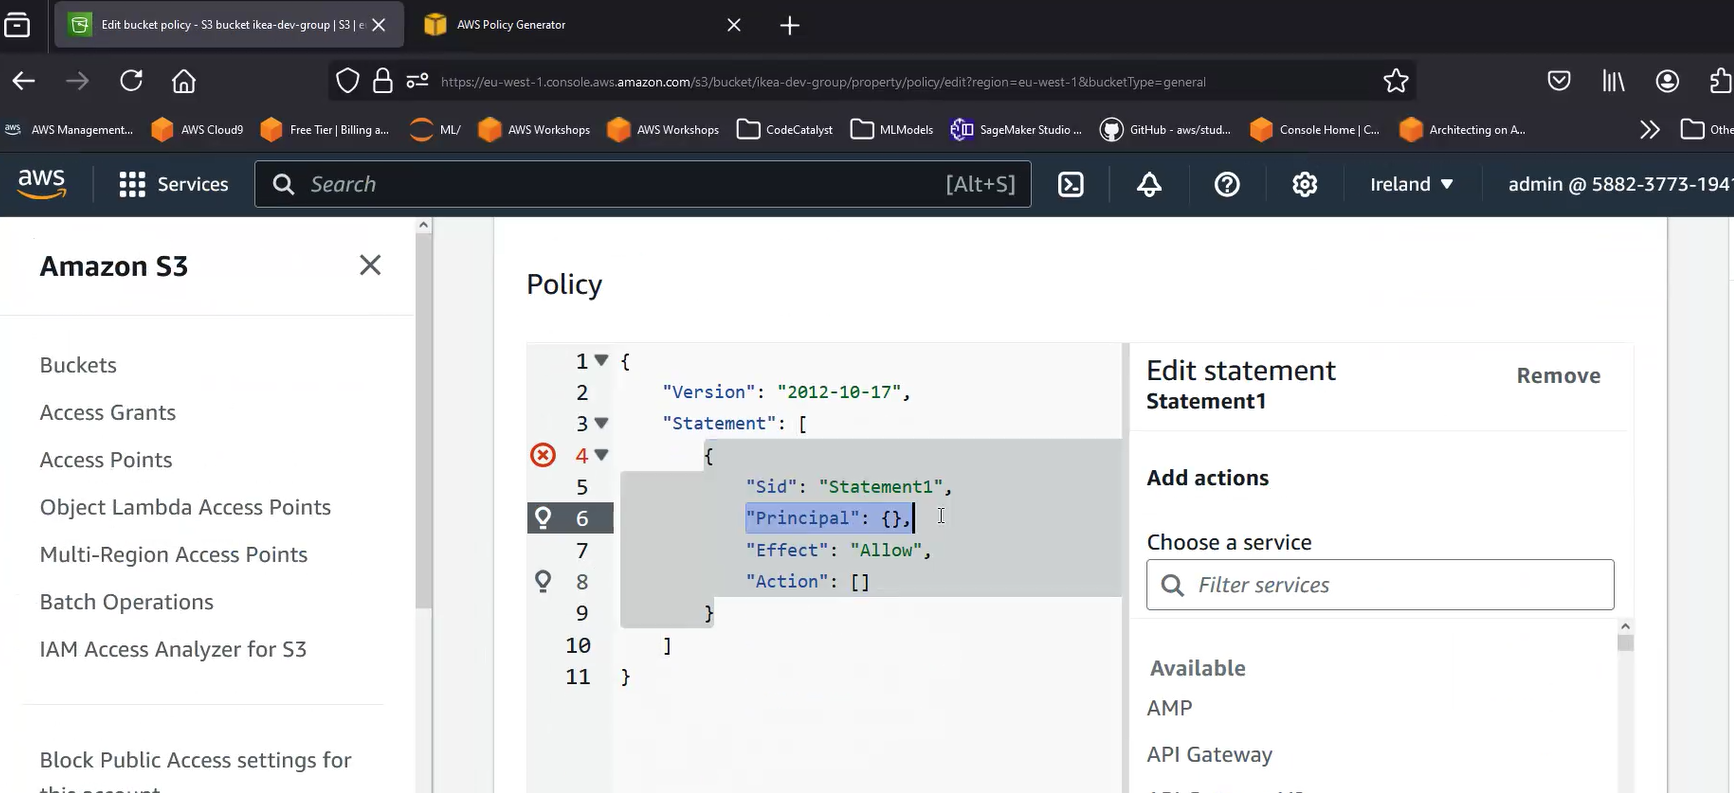 Edit bucket policy - S3 bucket ikea-dev-group | S3 | e
AWS Policy Generator
https://eu-west-1.console.aws.amazon.com/s3/bucket/ikea-dev-group/property/policy/edit?region=eu-west-1&bucketType=general
aws AWS Management... AWS Cloud9 Free Tier | Billing a... ML/ AWS Workshops AWS Workshops CodeCatalyst MLModels SageMaker Studio ... GitHub - aws/stud... Console Home | C... Architecting on A... Othe
aws Services Search [Alt+S] Ireland admin @ 5882-3773-194
Amazon S3
Buckets
Access Grants
Access Points
Object Lambda Access Points
Multi-Region Access Points
Batch Operations
IAM Access Analyzer for S3
Block Public Access settings for
this account
Policy
1 {
2 "Version": "2012-10-17",
3 "Statement": [
4 {
5 "Sid": "Statement1",
6 "Principal": {},
7 "Effect": "Allow",
8 "Action": []
9 }
10 ]
11 }
Edit statement
Remove
Statement1
Add actions
Choose a service
Filter services
Available
AMP
API Gateway